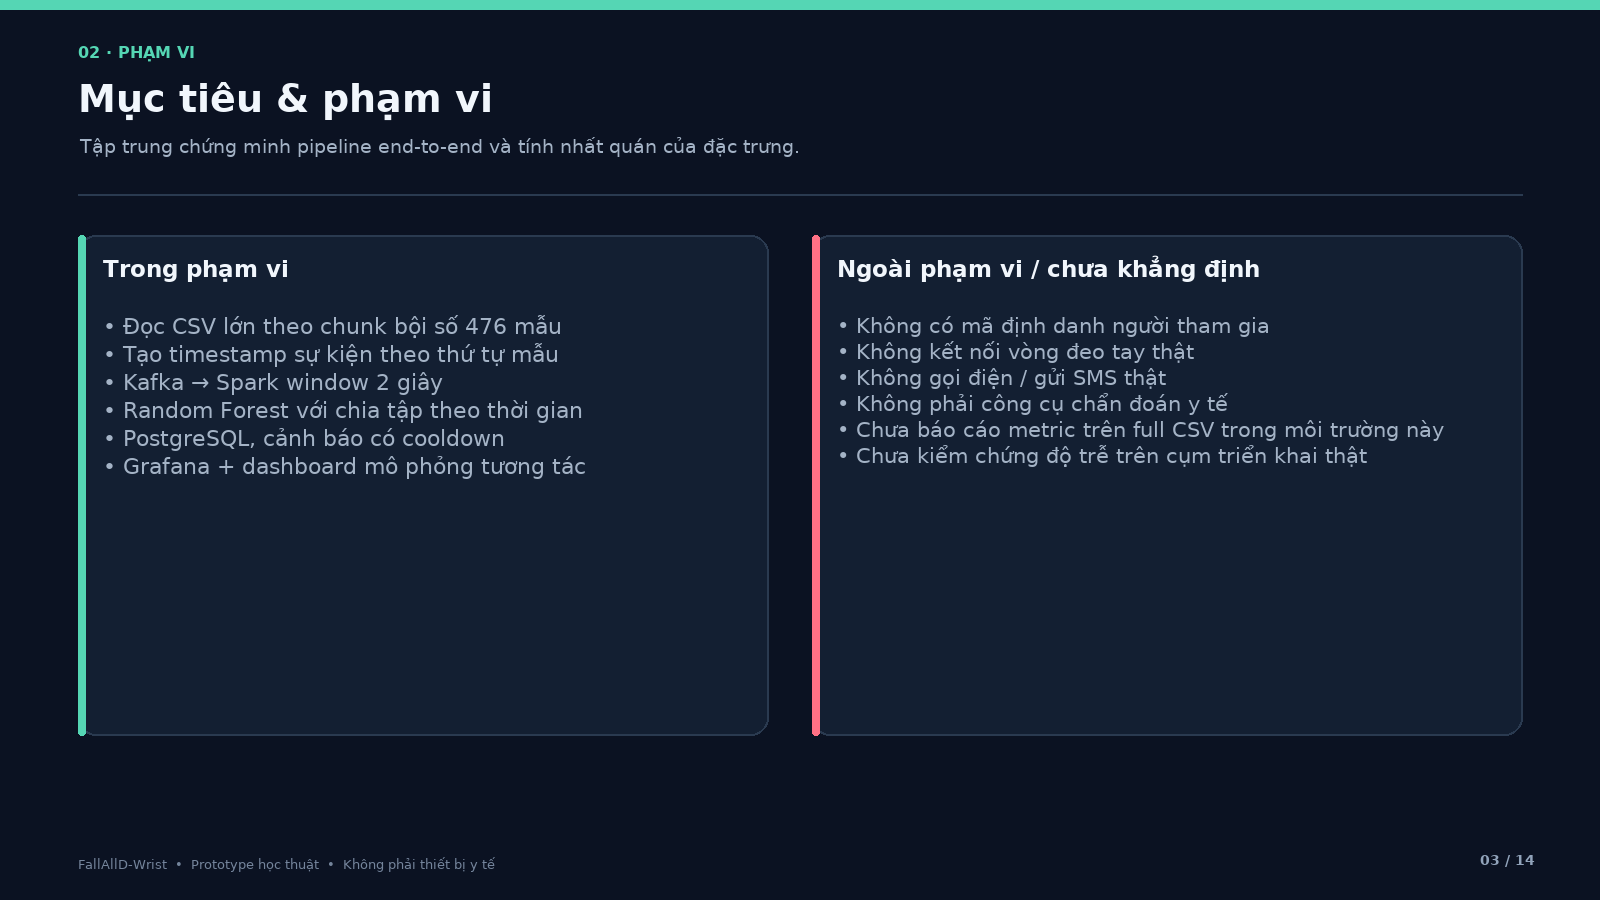 02 · PHẠM VI
Mục tiêu & phạm vi
Tập trung chứng minh pipeline end-to-end và tính nhất quán của đặc trưng.
Trong phạm vi
• Đọc CSV lớn theo chunk bội số 476 mẫu
• Tạo timestamp sự kiện theo thứ tự mẫu
• Kafka → Spark window 2 giây
• Random Forest với chia tập theo thời gian
• PostgreSQL, cảnh báo có cooldown
• Grafana + dashboard mô phỏng tương tác
Ngoài phạm vi / chưa khẳng định
• Không có mã định danh người tham gia
• Không kết nối vòng đeo tay thật
• Không gọi điện / gửi SMS thật
• Không phải công cụ chẩn đoán y tế
• Chưa báo cáo metric trên full CSV trong môi trường này
• Chưa kiểm chứng độ trễ trên cụm triển khai thật
FallAllD-Wrist • Prototype học thuật • Không phải thiết bị y tế
03 / 14